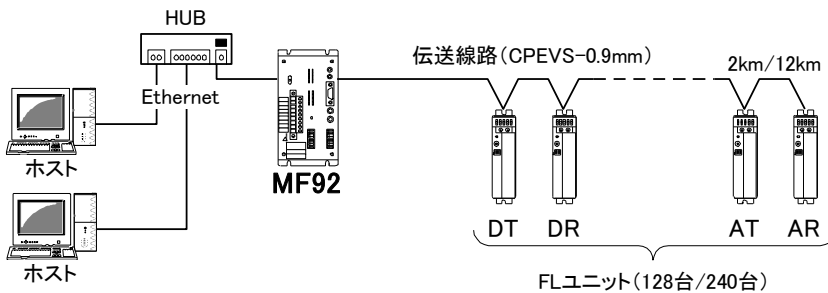 HUB
伝送線路(CPEVS-0.9mm)
2km/12km
Ethernet
ホスト
MF92
DT
DR
AT
AR
ホスト
FLユニット(128台/240台)